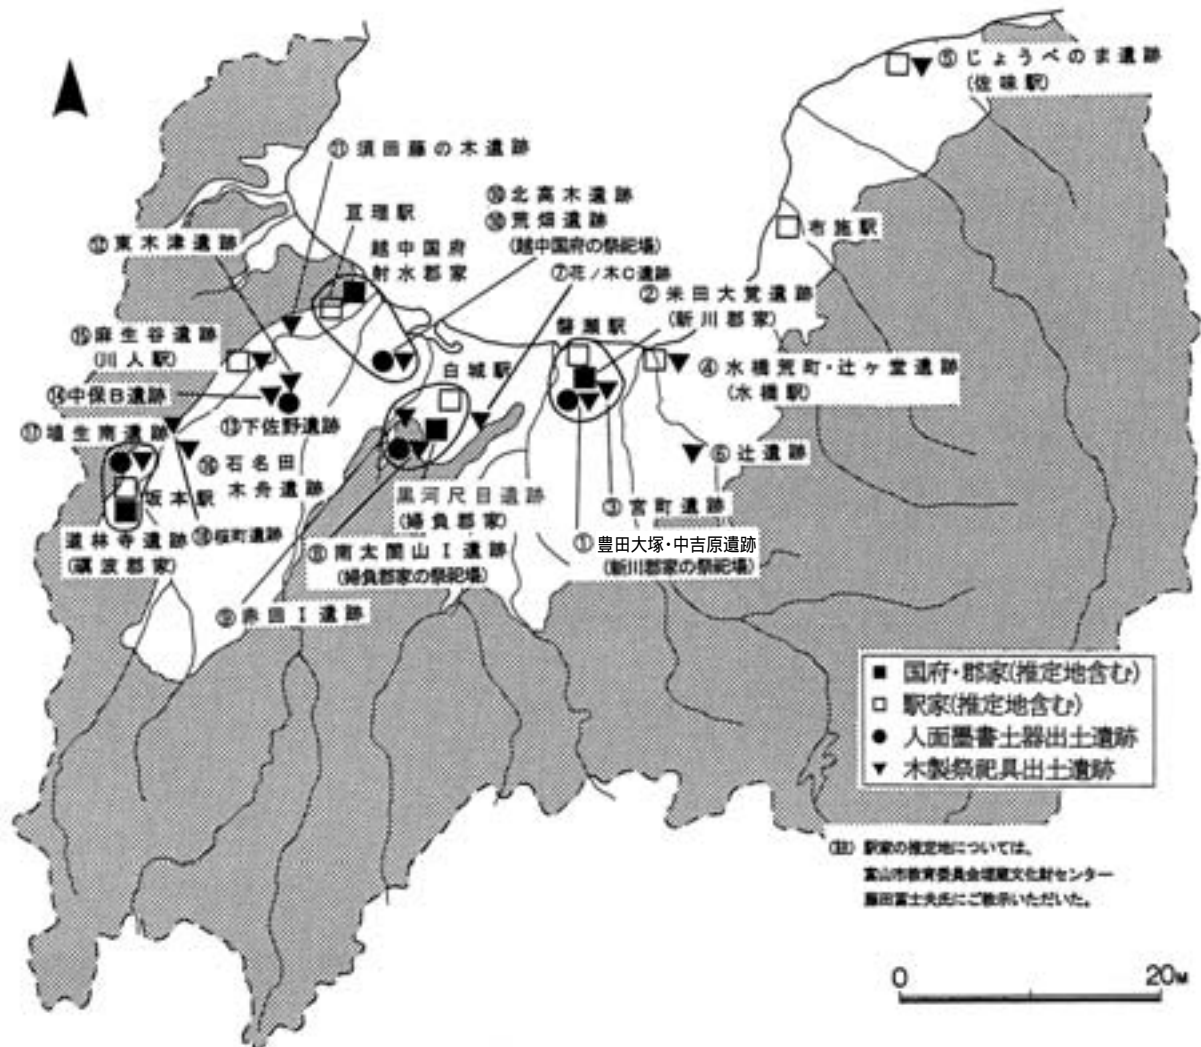 ⑤じょうべのま遺跡
(佐味駅)
⑪須田藤の木遺跡
亘理駅
⑲北高木遺跡
荒畑遺跡
(越中国府の祭祀場)
越中国府
射水郡家
布施駅
⑫東木津遺跡
⑦花ノ木C遺跡
②米田大覚遺跡
(新川郡家)
磐瀬駅
⑮麻生谷遺跡
(川人駅)
白城駅
④水橋荒町・辻ヶ堂遺跡
(水橋駅)
⑭中保B遺跡
⑰埴生南遺跡
⑬下佐野遺跡
⑯石名田
木舟遺跡
⑥辻遺跡
坂本駅
黒河尺目遺跡
(婦負郡家)
③宮町遺跡
道林寺遺跡
(礪波郡家)
⑱桜町遺跡
⑧南太閤山Ⅰ遺跡
(婦負郡家の祭祀場)
①豊田大塚・中吉原遺跡
(新川郡家の祭祀場)
⑨赤田Ⅰ遺跡
■ 国府・郡家(推定地含む)
□ 駅家(推定地含む)
● 人面墨書土器出土遺跡
▼ 木製祭祀具出土遺跡
(註) 駅家の推定地については、
富山市教育委員会埋蔵文化財センター
藤田富士夫氏にご教示いただいた。
0 20㎞